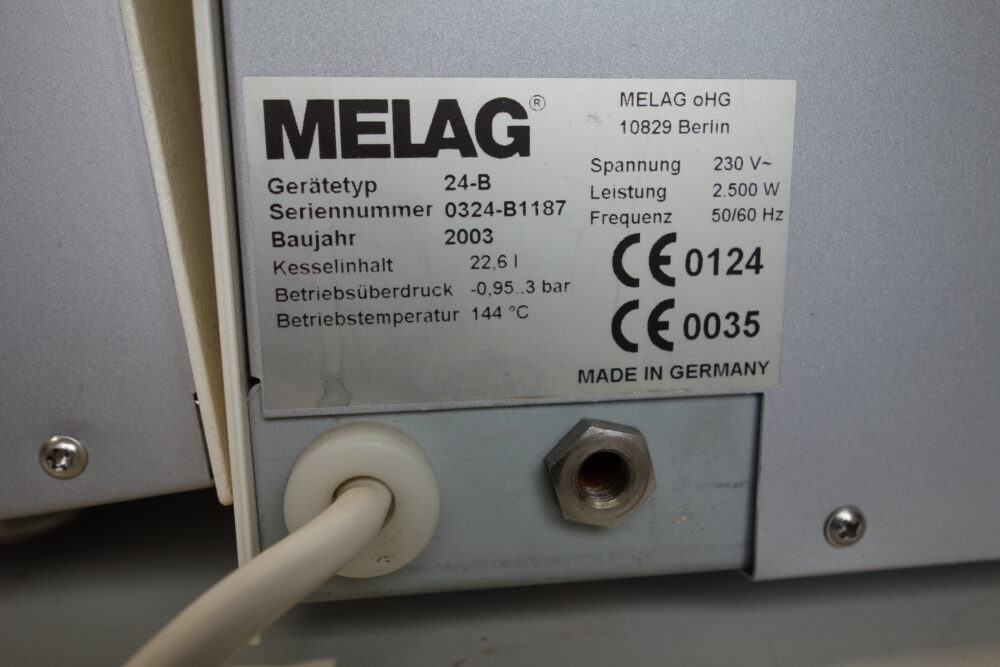 MELAG®
Gerätetyp 24-B
Seriennummer 0324-B1187
Baujahr 2003
Kesselinhalt 22,6 l
Betriebsüberdruck -0,95..3 bar
Betriebstemperatur 144 °C
MELAG oHG
10829 Berlin
Spannung 230 V~
Leistung 2.500 W
Frequenz 50/60 Hz
CE 0124
CE 0035
MADE IN GERMANY